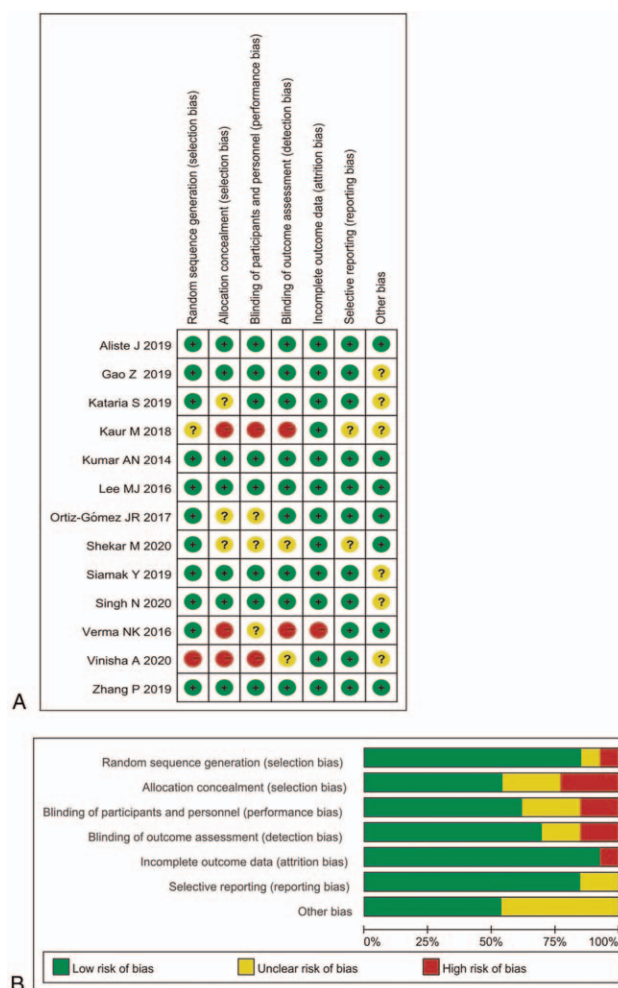 Random sequence generation (selection bias)
Allocation concealment (selection bias)
Blinding of participants and personnel (performance bias)
Blinding of outcome assessment (detection bias)
Incomplete outcome data (attrition bias)
Selective reporting (reporting bias)
Other bias
Aliste J 2019 + + + + + + +
Gao Z 2019 + + + + + + ?
Kataria S 2019 + ? + + + + ?
Kaur M 2018 ? − − − + ? ?
Kumar AN 2014 + + + + + + +
Lee MJ 2016 + + + + + + +
Ortiz-Gómez JR 2017 + ? ? + + + +
Shekar M 2020 + ? ? ? + ? +
Siamak Y 2019 + + + + + + ?
Singh N 2020 + + + + + + ?
Verma NK 2016 + − ? − − + +
Vinisha A 2020 − − − ? + + ?
Zhang P 2019 + + + + + + +
A
Random sequence generation (selection bias)
Allocation concealment (selection bias)
Blinding of participants and personnel (performance bias)
Blinding of outcome assessment (detection bias)
Incomplete outcome data (attrition bias)
Selective reporting (reporting bias)
Other bias
0% 25% 50% 75% 100%
Low risk of bias Unclear risk of bias High risk of bias
B